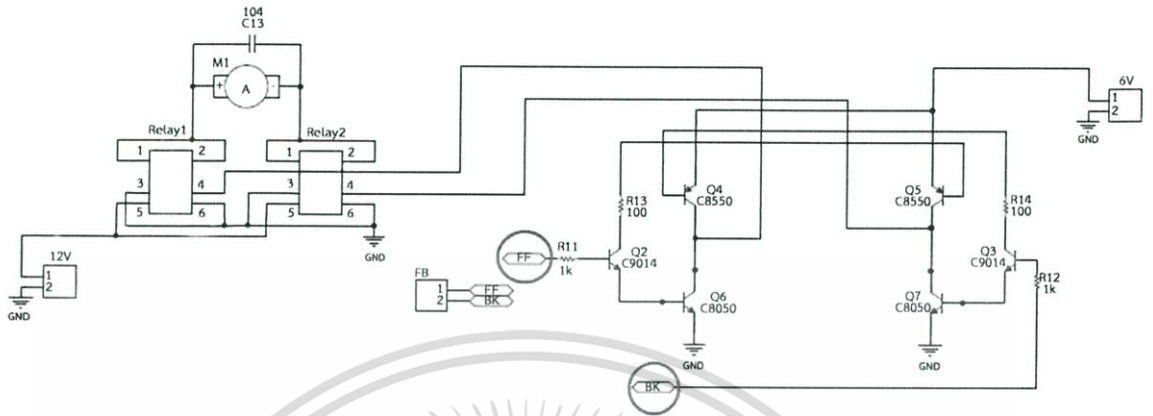 104
C13
M1
+
A
-
6V
1
2
GND
Relay1
1
2
3
4
5
6
Relay2
1
2
3
4
5
6
GND
12V
1
2
GND
FB
1
2
FF
BK
FF
R11
1k
R13
100
Q2
C9014
Q4
C8550
Q6
C8050
GND
Q5
C8550
R14
100
Q3
C9014
R12
1k
Q7
C8050
GND
BK